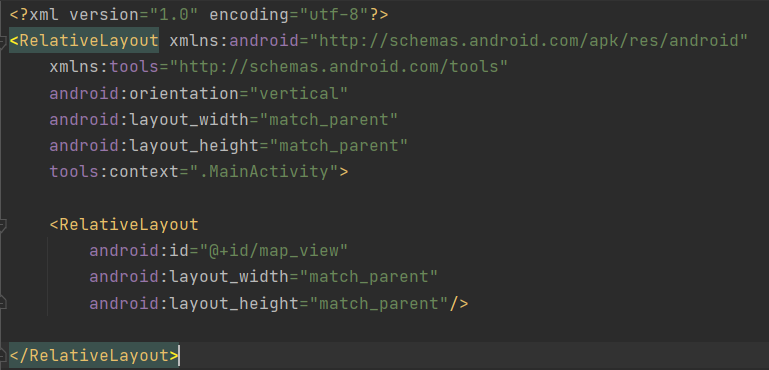 <?xml version="1.0" encoding="utf-8"?>
<RelativeLayout xmlns:android="http://schemas.android.com/apk/res/android"
    xmlns:tools="http://schemas.android.com/tools"
    android:orientation="vertical"
    android:layout_width="match_parent"
    android:layout_height="match_parent"
    tools:context=".MainActivity">

    <RelativeLayout
        android:id="@+id/map_view"
        android:layout_width="match_parent"
        android:layout_height="match_parent"/>

</RelativeLayout>